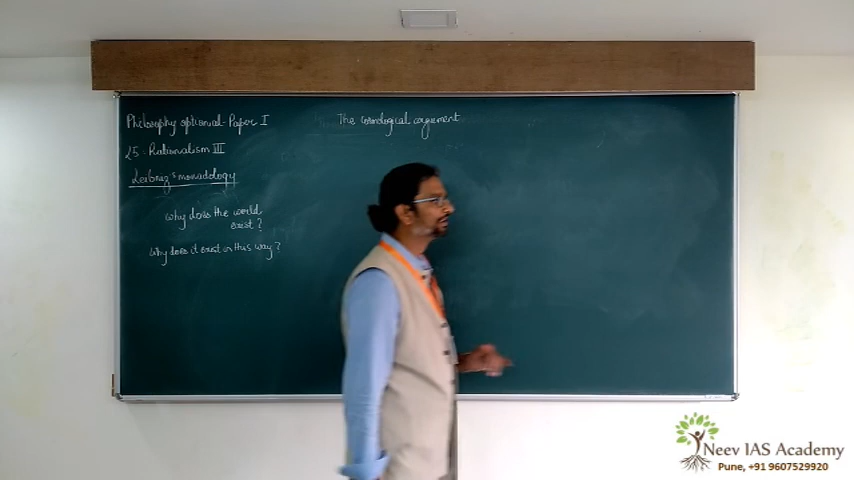 Philosophy optional-Paper I
L5: Rationalism III
Leibniz's monadology
Why does the world
exist?
Why does it exist in this way?
The cosmological argument
Neev IAS Academy
Pune, +91 9607529920